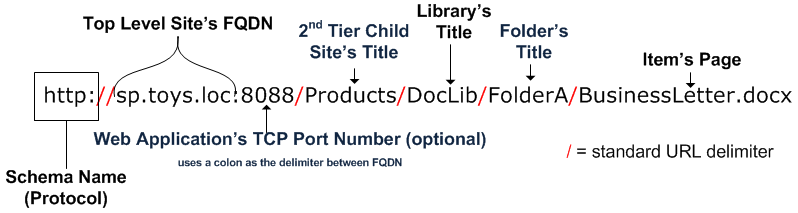 Top Level Site's FQDN
2nd Tier Child
Site's Title
Library's
Title
Folder's
Title
Item's Page
http://sp.toys.loc:8088/Products/DocLib/FolderA/BusinessLetter.docx
Web Application's TCP Port Number (optional)
uses a colon as the delimiter between FQDN
/ = standard URL delimiter
Schema Name
(Protocol)